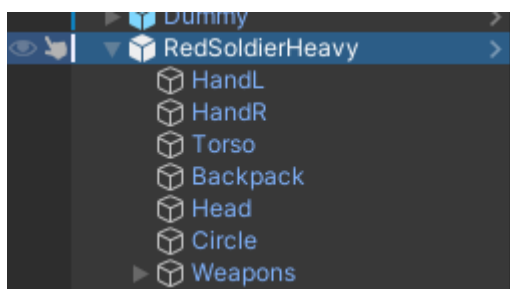 Dummy
RedSoldierHeavy
HandL
HandR
Torso
Backpack
Head
Circle
Weapons